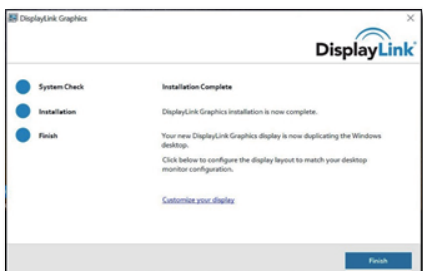 DisplayLink Graphics
DisplayLink
System Check
Installation
Finish
Installation Complete
DisplayLink Graphics installation is now complete.
Your new DisplayLink Graphics display is now duplicating the Windows
desktop.
Click below to configure the display layout to match your desktop
monitor configuration.
Customize your display
Finish